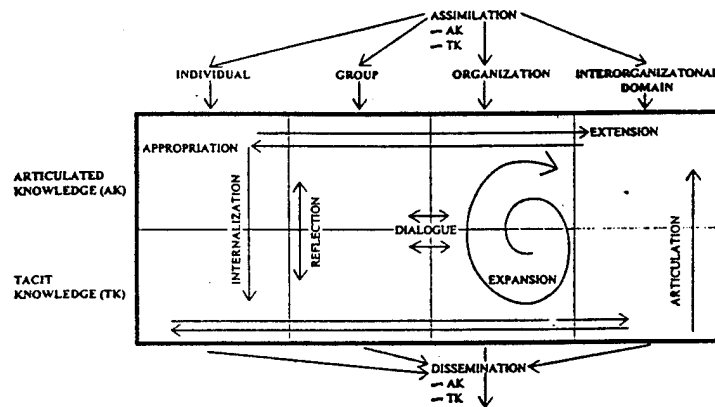 ASSIMILATION
– AK
– TK
INDIVIDUAL
GROUP
ORGANIZATION
INTERORGANIZATONAL
DOMAIN
EXTENSION
APPROPRIATION
ARTICULATED
KNOWLEDGE (AK)
INTERNALIZATION
REFLECTION
DIALOGUE
EXPANSION
ARTICULATION
TACIT
KNOWLEDGE (TK)
DISSEMINATION
– AK
– TK